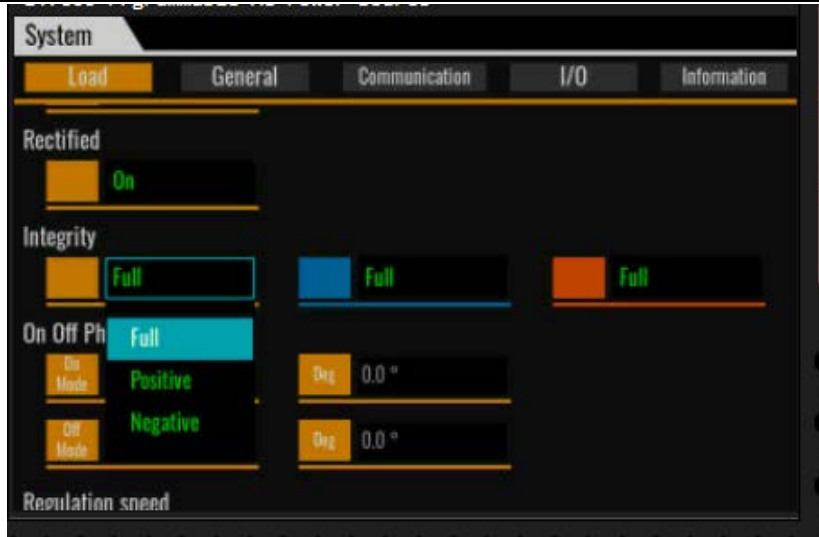 System
Load General Communication I/O Information
Rectified
On
Integrity
Full Full Full
On Off Ph
Full
On Mode Deg 0.0 °
Positive
Negative
Off Mode Deg 0.0 °
Regulation speed